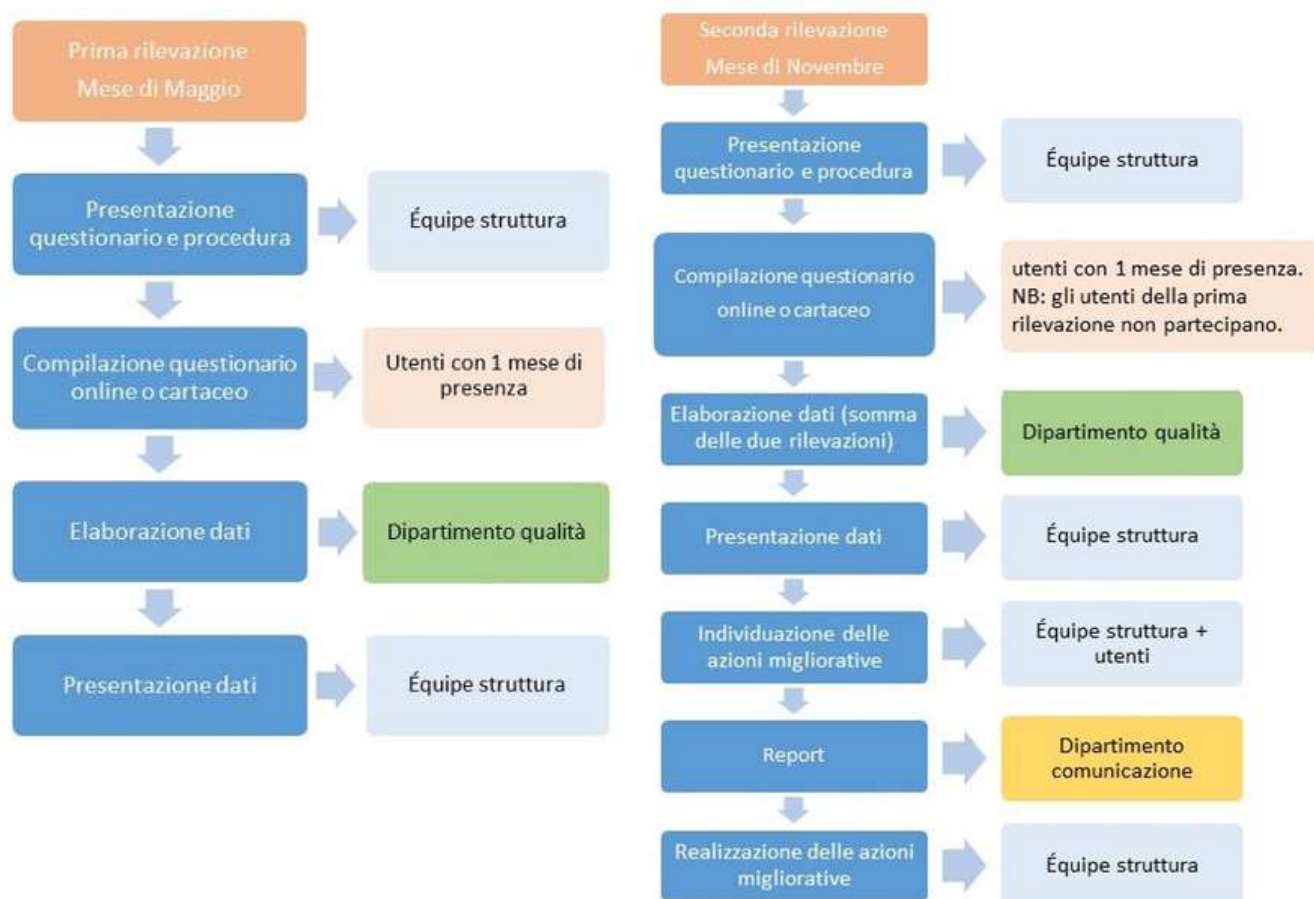 Prima rilevazione
Mese di Maggio
Presentazione
questionario e procedura
Équipe struttura
Compilazione questionario
online o cartaceo
Utenti con 1 mese di
presenza
Elaborazione dati
Dipartimento qualità
Presentazione dati
Équipe struttura
Seconda rilevazione
Mese di Novembre
Presentazione
questionario e procedura
Équipe struttura
Compilazione questionario
online o cartaceo
utenti con 1 mese di presenza.
NB: gli utenti della prima
rilevazione non partecipano.
Elaborazione dati (somma
delle due rilevazioni)
Dipartimento qualità
Presentazione dati
Équipe struttura
Individuazione delle
azioni migliorative
Équipe struttura +
utenti
Report
Dipartimento
comunicazione
Realizzazione delle azioni
migliorative
Équipe struttura